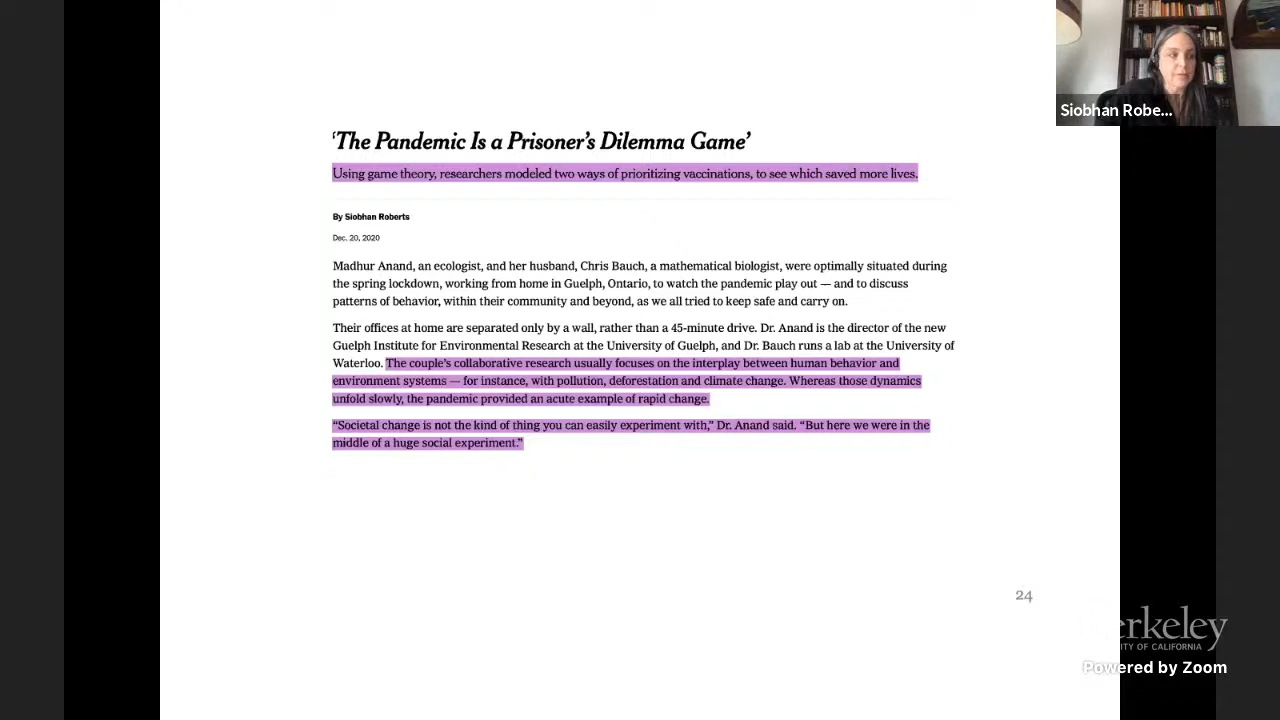 Siobhan Robe...
‘The Pandemic Is a Prisoner’s Dilemma Game’
Using game theory, researchers modeled two ways of prioritizing vaccinations, to see which saved more lives.
By Siobhan Roberts
Dec. 20, 2020
Madhur Anand, an ecologist, and her husband, Chris Bauch, a mathematical biologist, were optimally situated during
the spring lockdown, working from home in Guelph, Ontario, to watch the pandemic play out — and to discuss
patterns of behavior, within their community and beyond, as we all tried to keep safe and carry on.
Their offices at home are separated only by a wall, rather than a 45-minute drive. Dr. Anand is the director of the new
Guelph Institute for Environmental Research at the University of Guelph, and Dr. Bauch runs a lab at the University of
Waterloo. The couple’s collaborative research usually focuses on the interplay between human behavior and
environment systems — for instance, with pollution, deforestation and climate change. Whereas those dynamics
unfold slowly, the pandemic provided an acute example of rapid change.
“Societal change is not the kind of thing you can easily experiment with,” Dr. Anand said. “But here we were in the
middle of a huge social experiment.”
24
erkeley
ITY OF CALIFORNIA
Powered by Zoom